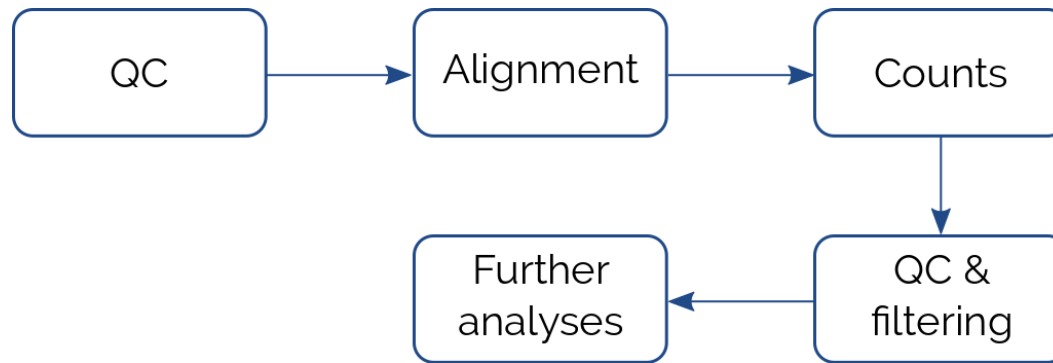 QC
Alignment
Counts
QC &
filtering
Further
analyses